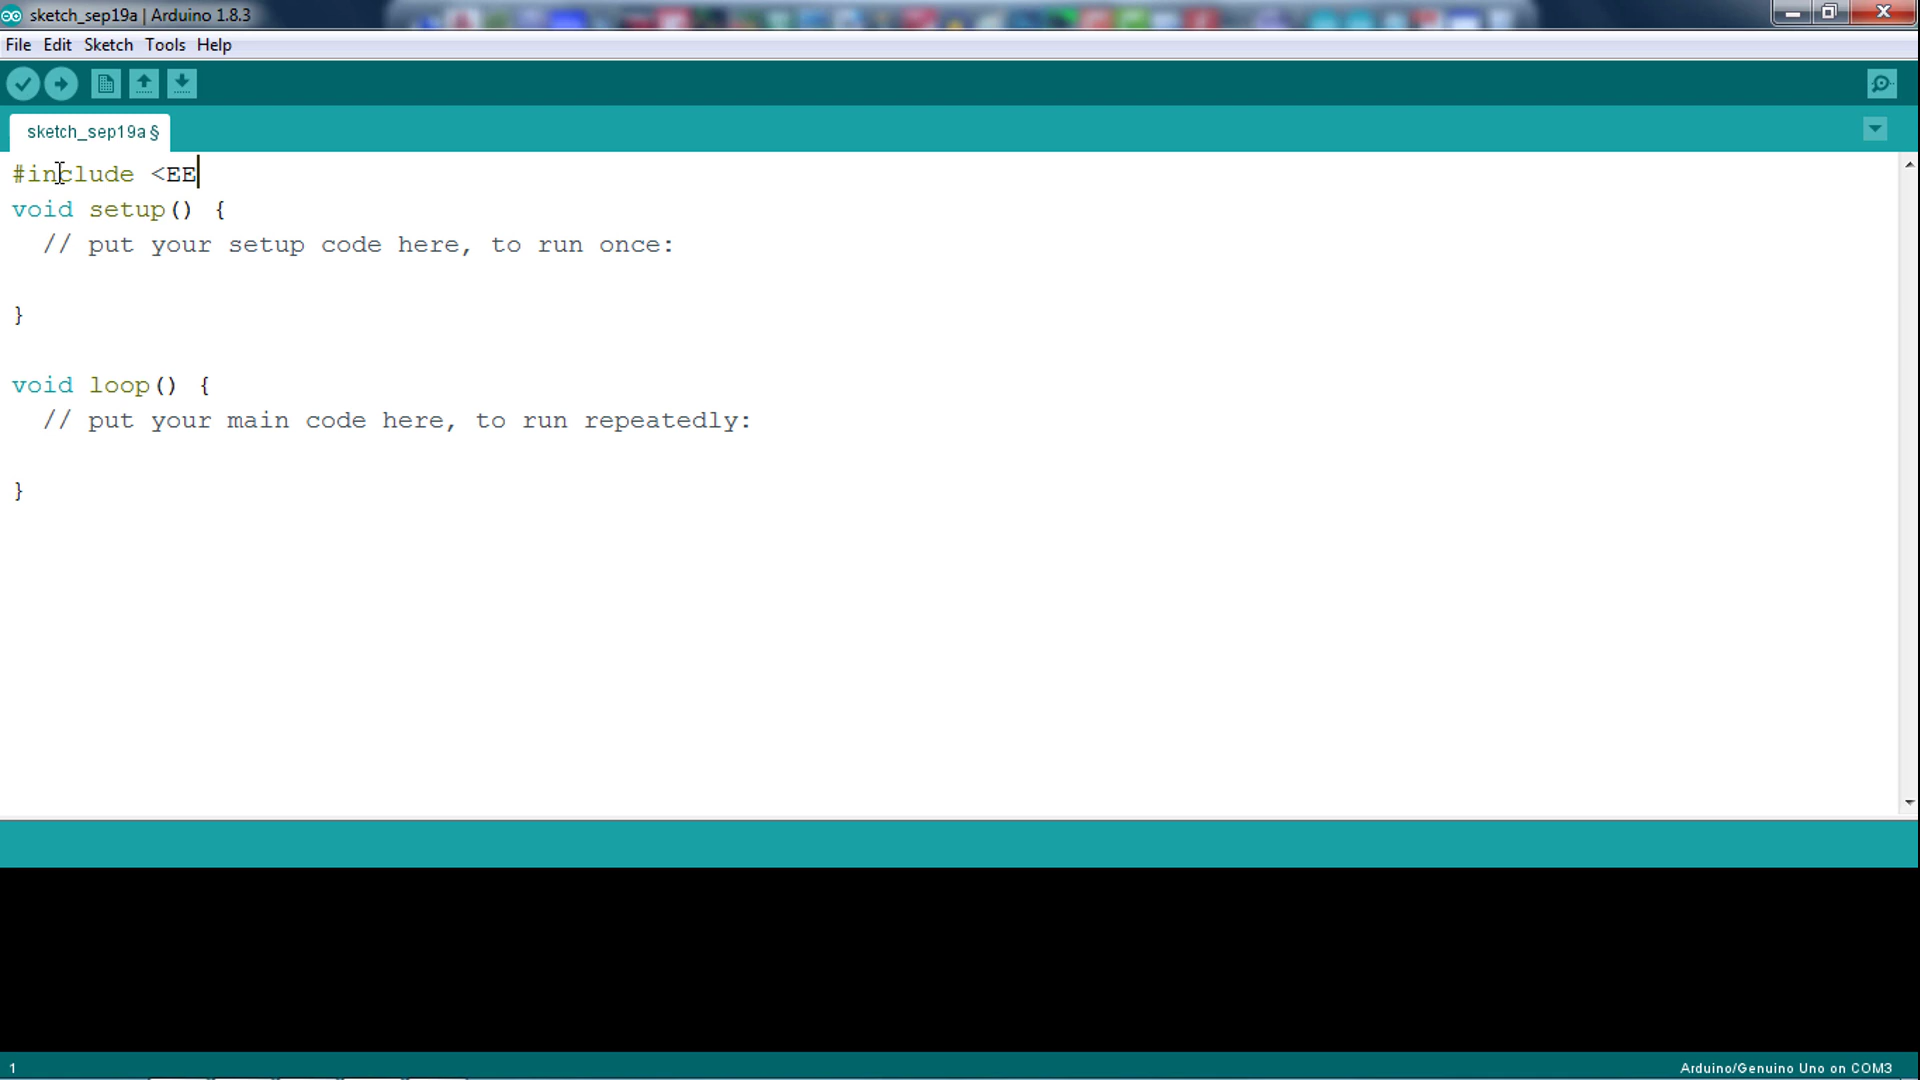 sketch_sep19a | Arduino 1.8.3
File Edit Sketch Tools Help
sketch_sep19a §
#include <EE
void setup() {
  // put your setup code here, to run once:
}
void loop() {
  // put your main code here, to run repeatedly:
}
1
Arduino/Genuino Uno on COM3